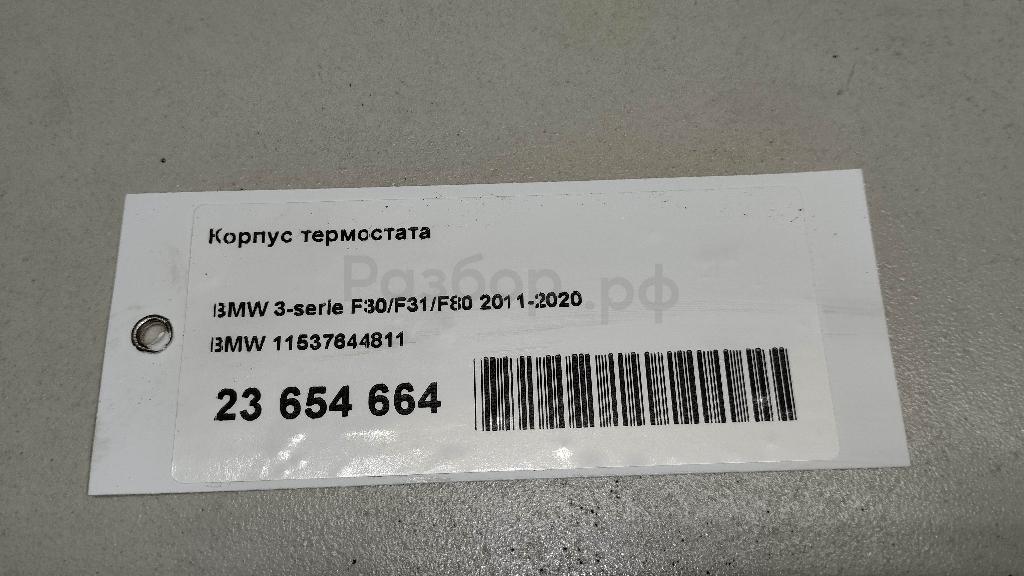 Корпус термостата
Разбор.рф
BMW 3-serie F30/F31/F80 2011-2020
BMW 11537644811
23 654 664